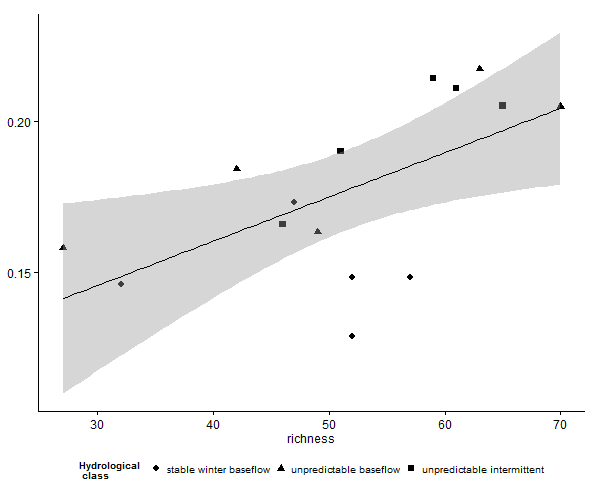 0.20
0.15
30 40 50 60 70
richness
Hydrological
class
stable winter baseflow unpredictable baseflow unpredictable intermittent